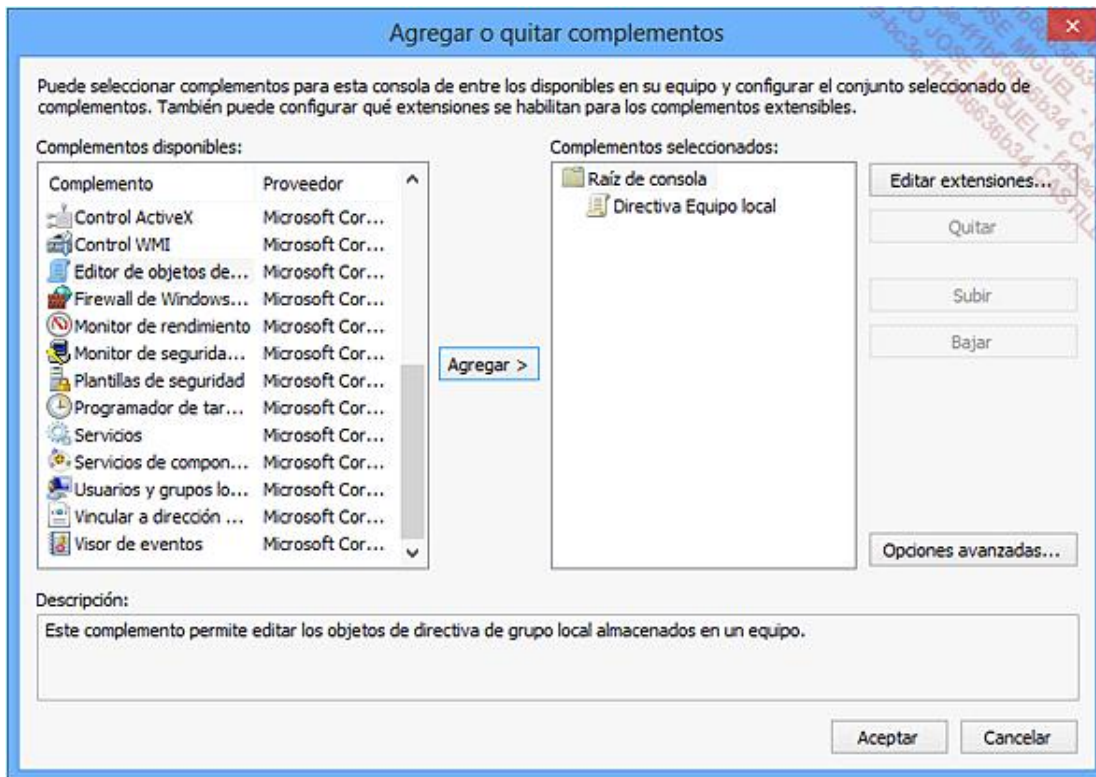 Agregar o quitar complementos
Puede seleccionar complementos para esta consola de entre los disponibles en su equipo y configurar el conjunto seleccionado de
complementos. También puede configurar qué extensiones se habilitan para los complementos extensibles.
Complementos disponibles:
Complemento Proveedor
Control ActiveX Microsoft Cor...
Control WMI Microsoft Cor...
Editor de objetos de... Microsoft Cor...
Firewall de Windows... Microsoft Cor...
Monitor de rendimiento Microsoft Cor...
Monitor de segurida... Microsoft Cor...
Plantillas de seguridad Microsoft Cor...
Programador de tar... Microsoft Cor...
Servicios Microsoft Cor...
Servicios de compon... Microsoft Cor...
Usuarios y grupos lo... Microsoft Cor...
Vincular a dirección ... Microsoft Cor...
Visor de eventos Microsoft Cor...
Agregar >
Complementos seleccionados:
Raíz de consola
Directiva Equipo local
Editar extensiones...
Quitar
Subir
Bajar
Opciones avanzadas...
Descripción:
Este complemento permite editar los objetos de directiva de grupo local almacenados en un equipo.
Aceptar
Cancelar